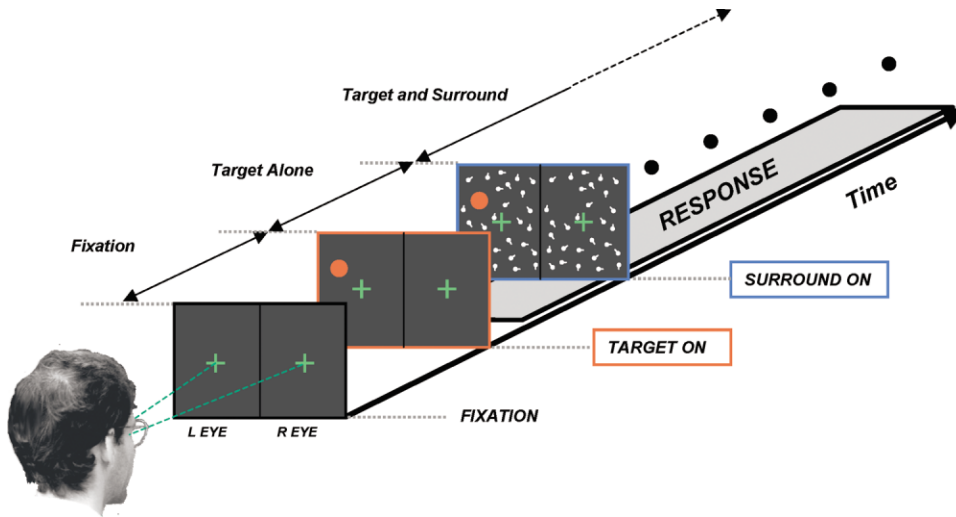 Target and Surround
Target Alone
Fixation
RESPONSE
Time
SURROUND ON
TARGET ON
FIXATION
L EYE
R EYE